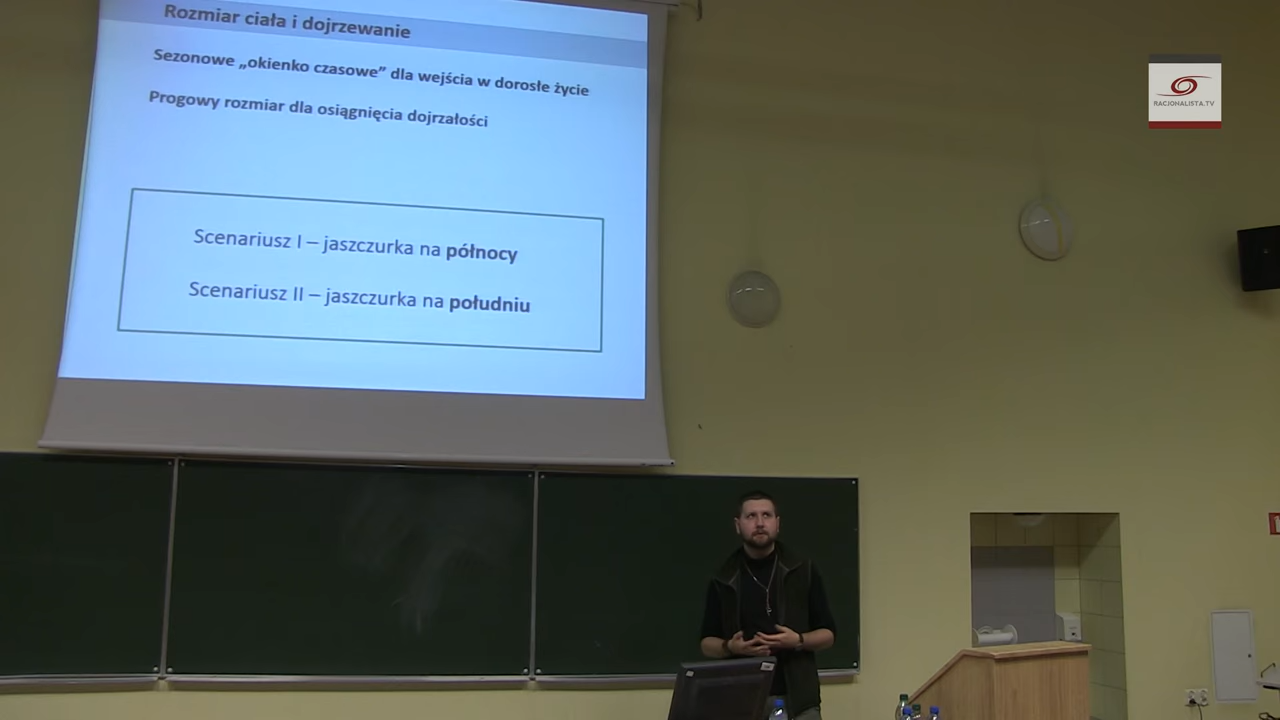 Rozmiar ciała i dojrzewanie
Sezonowe „okienko czasowe” dla wejścia w dorosłe życie
Progowy rozmiar dla osiągnięcia dojrzałości
Scenariusz I – jaszczurka na północy
Scenariusz II – jaszczurka na południu
RACJONALISTA.TV